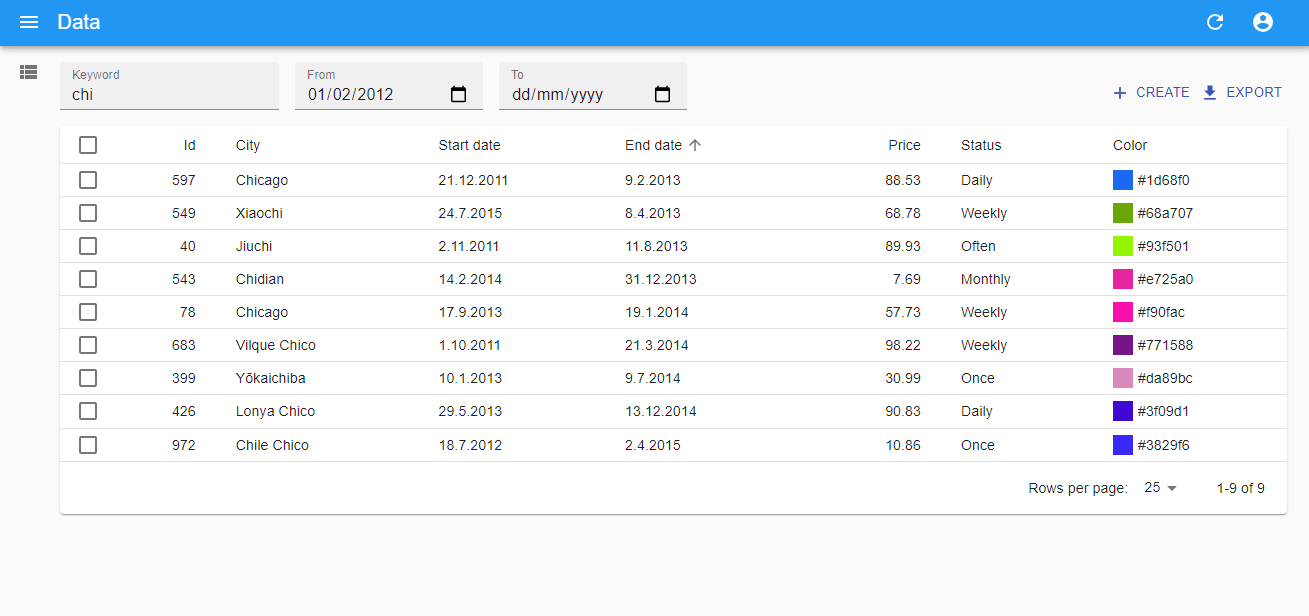 Data
Keyword From To
chi 01/02/2012 dd/mm/yyyy CREATE EXPORT
Id City Start date End date Price Status Color
597 Chicago 21.12.2011 9.2.2013 88.53 Daily #1d68f0
549 Xiaochi 24.7.2015 8.4.2013 68.78 Weekly #68a707
40 Jiuchi 2.11.2011 11.8.2013 89.93 Often #93f501
543 Chidian 14.2.2014 31.12.2013 7.69 Monthly #e725a0
78 Chicago 17.9.2013 19.1.2014 57.73 Weekly #f90fac
683 Vilque Chico 1.10.2011 21.3.2014 98.22 Weekly #771588
399 Yōkaichiba 10.1.2013 9.7.2014 30.99 Once #da89bc
426 Lonya Chico 29.5.2013 13.12.2014 90.83 Daily #3f09d1
972 Chile Chico 18.7.2012 2.4.2015 10.86 Once #3829f6
Rows per page: 25 1-9 of 9